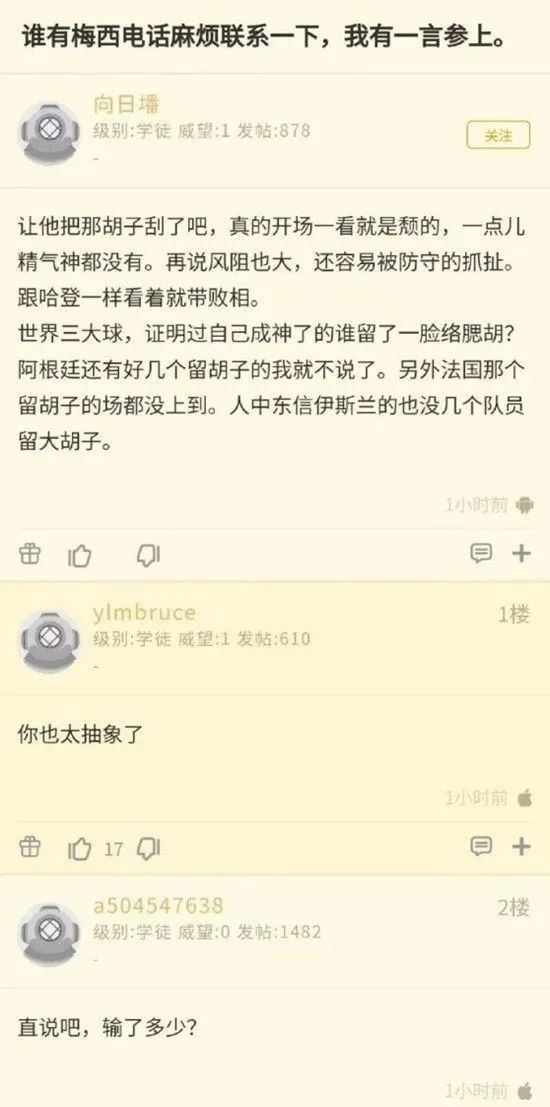 谁有梅西电话麻烦联系一下，我有一言参上。
向日墦
级别:学徒 威望:1 发帖:878
-
关注
让他把那胡子刮了吧，真的开场一看就是颓的，一点儿
精气神都没有。再说风阻也大，还容易被防守的抓扯。
跟哈登一样看着就带败相。
世界三大球，证明过自己成神了的谁留了一脸络腮胡？
阿根廷还有好几个留胡子的我就不说了。另外法国那个
留胡子的场都没上到。人中东信伊斯兰的也没几个队员
留大胡子。
1小时前
ylmbruce
1楼
级别:学徒 威望:1 发帖:610
-
你也太抽象了
1小时前
17
a504547638
2楼
级别:学徒 威望:0 发帖:1482
-
直说吧，输了多少？
1小时前